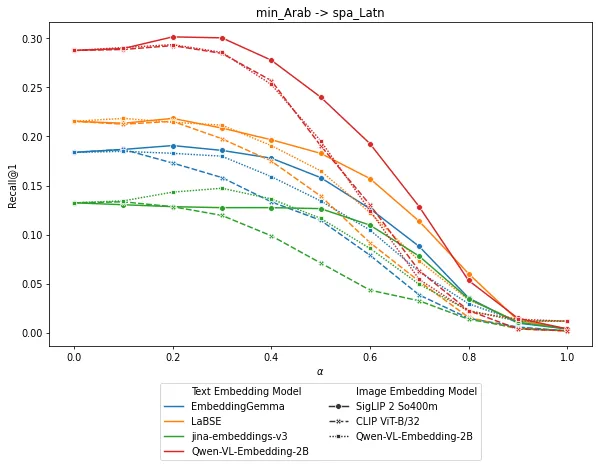 min_Arab -> spa_Latn
Recall@1
0.30
0.25
0.20
0.15
0.10
0.05
0.00
0.0 0.2 0.4 0.6 0.8 1.0
α
Text Embedding Model
EmbeddingGemma
LaBSE
jina-embeddings-v3
Qwen-VL-Embedding-2B
Image Embedding Model
SigLIP 2 So400m
CLIP ViT-B/32
Qwen-VL-Embedding-2B